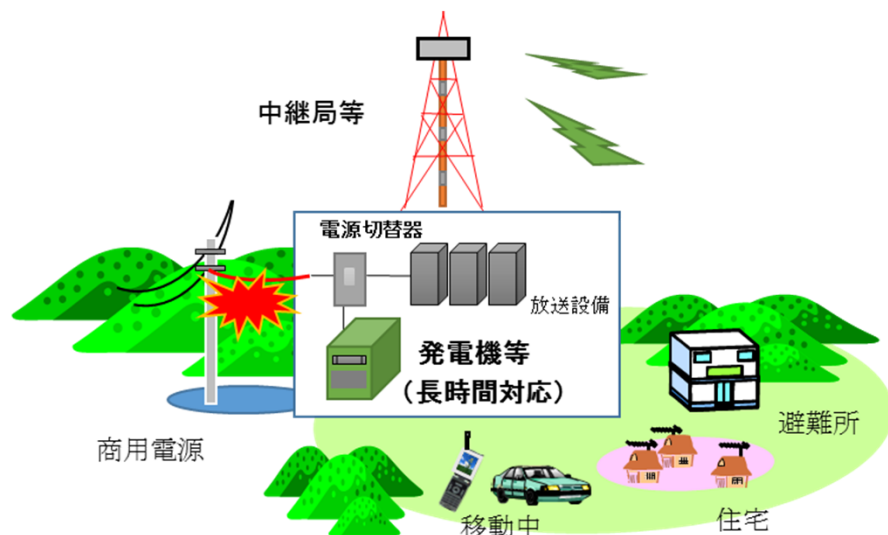 中継局等
電源切替器
放送設備
発電機等
（長時間対応）
商用電源
避難所
移動中
住宅